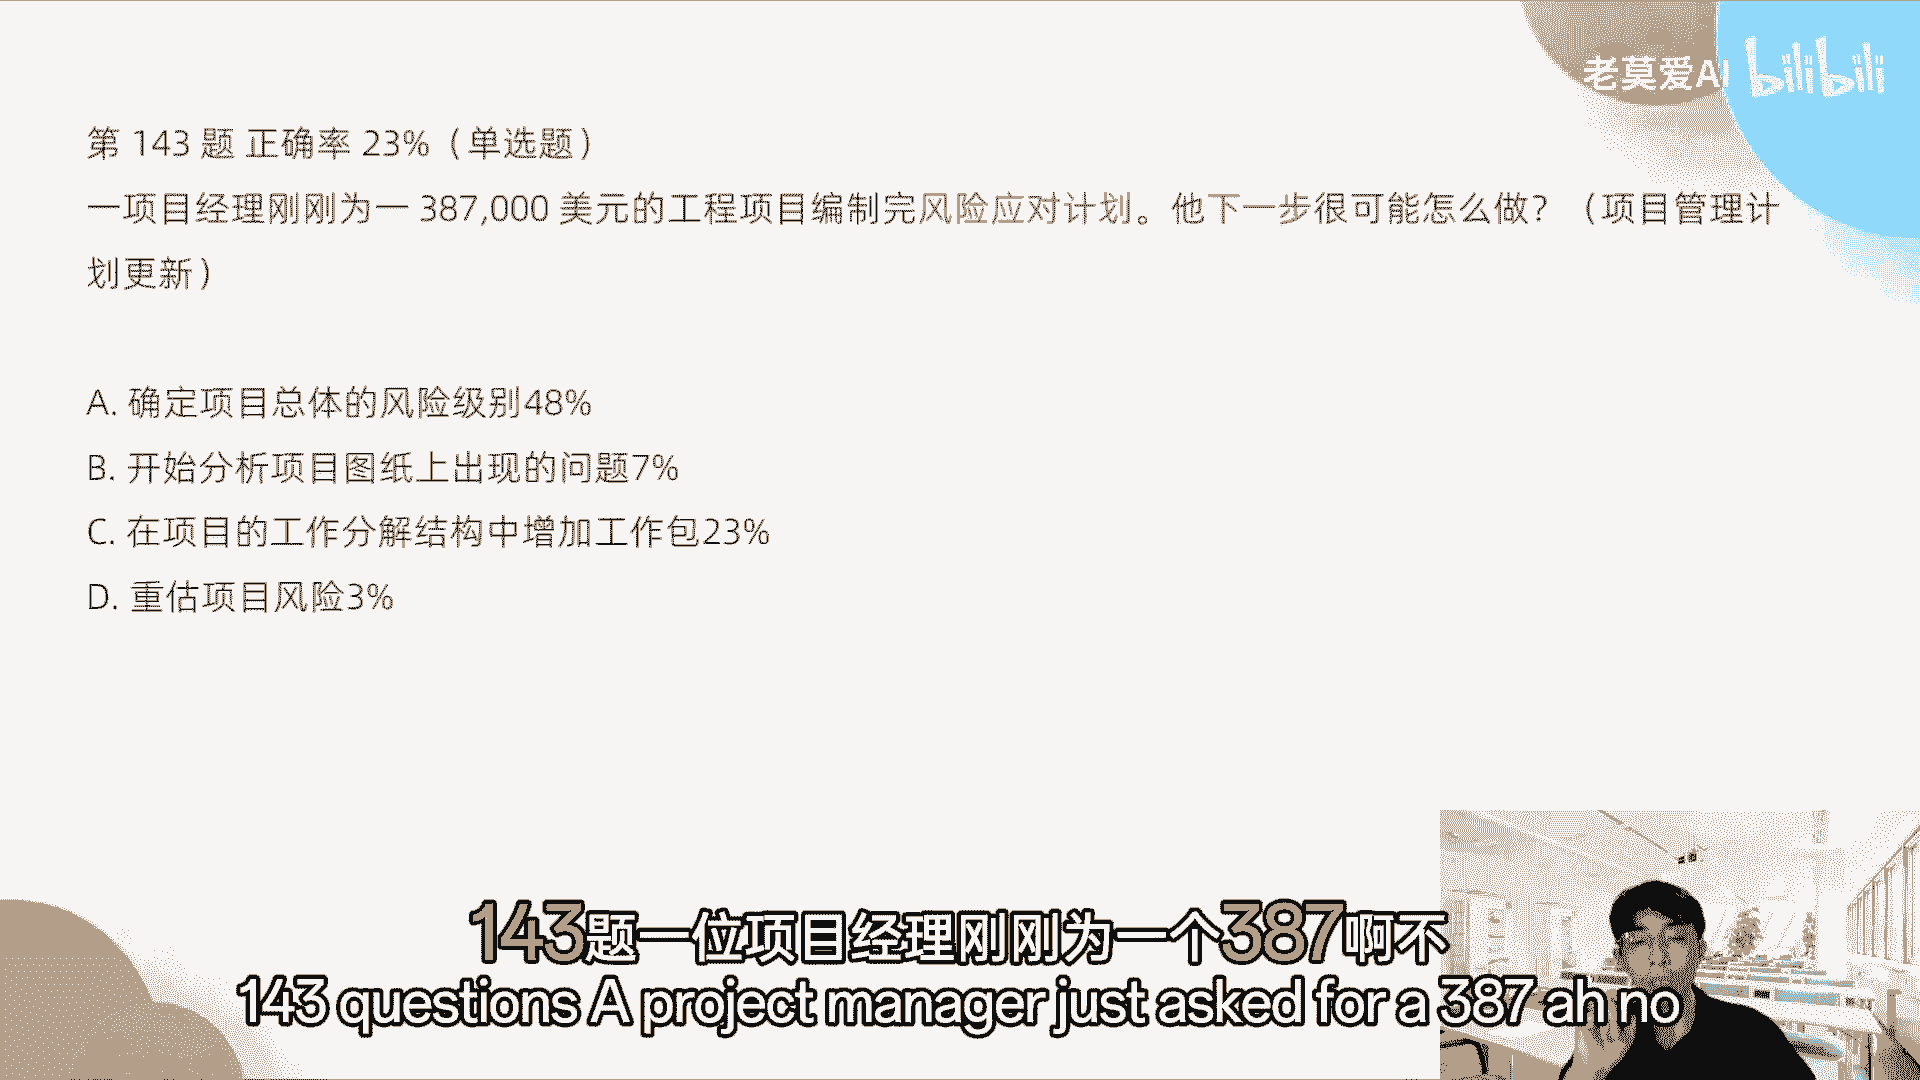 老莫爱AI bilibili
第 143 题 正确率 23%（单选题）
一项目经理刚刚为一 387,000 美元的工程项目编制完风险应对计划。他下一步很可能怎么做？（项目管理计
划更新）
A. 确定项目总体的风险级别48%
B. 开始分析项目图纸上出现的问题7%
C. 在项目的工作分解结构中增加工作包23%
D. 重估项目风险3%
143题一位项目经理刚刚为一个387啊不
143 questions A project manager just asked for a 387 ah no